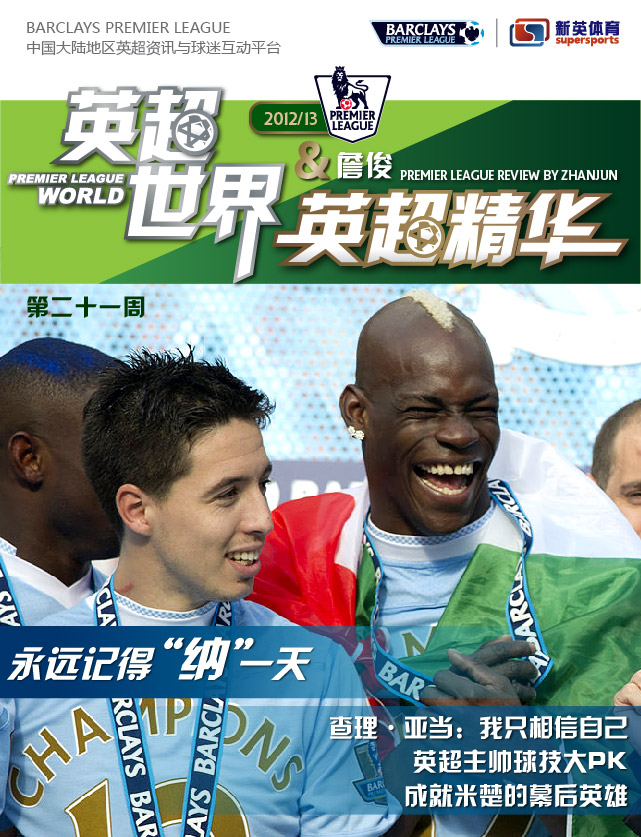 BARCLAYS PREMIER LEAGUE
中国大陆地区英超资讯与球迷互动平台
BARCLAYS
PREMIER LEAGUE
新英体育
supersports
英超
PREMIER LEAGUE
WORLD
世界
2012/13
PREMIER
LEAGUE
& 詹俊
PREMIER LEAGUE REVIEW BY ZHANJUN
英超精华
第二十一周
BARCLAYS
BARCLAYS
BARCLAYS
BAR
永远记得“纳”一天
CHAMPIONS
BARCLAYS
BARCLAYS
查理·亚当：我只相信自己
英超主帅球技大PK
成就米楚的幕后英雄